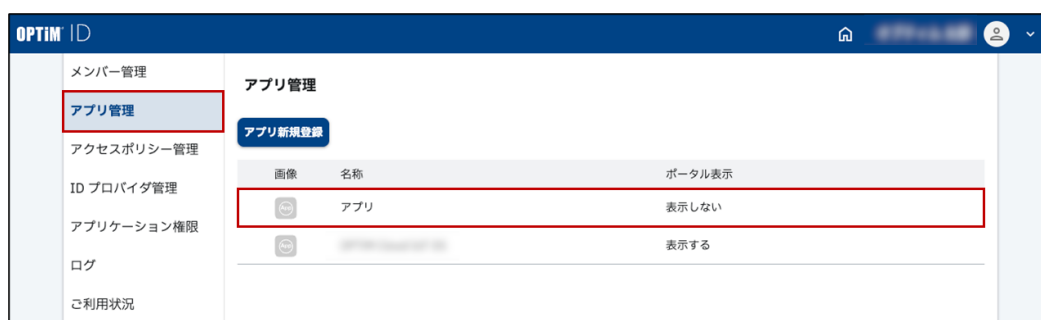 OPTiM ID
メンバー管理
アプリ管理
アクセスポリシー管理
ID プロバイダ管理
アプリケーション権限
ログ
ご利用状況
アプリ管理
アプリ新規登録
画像 名称 ポータル表示
App アプリ 表示しない
App 表示する